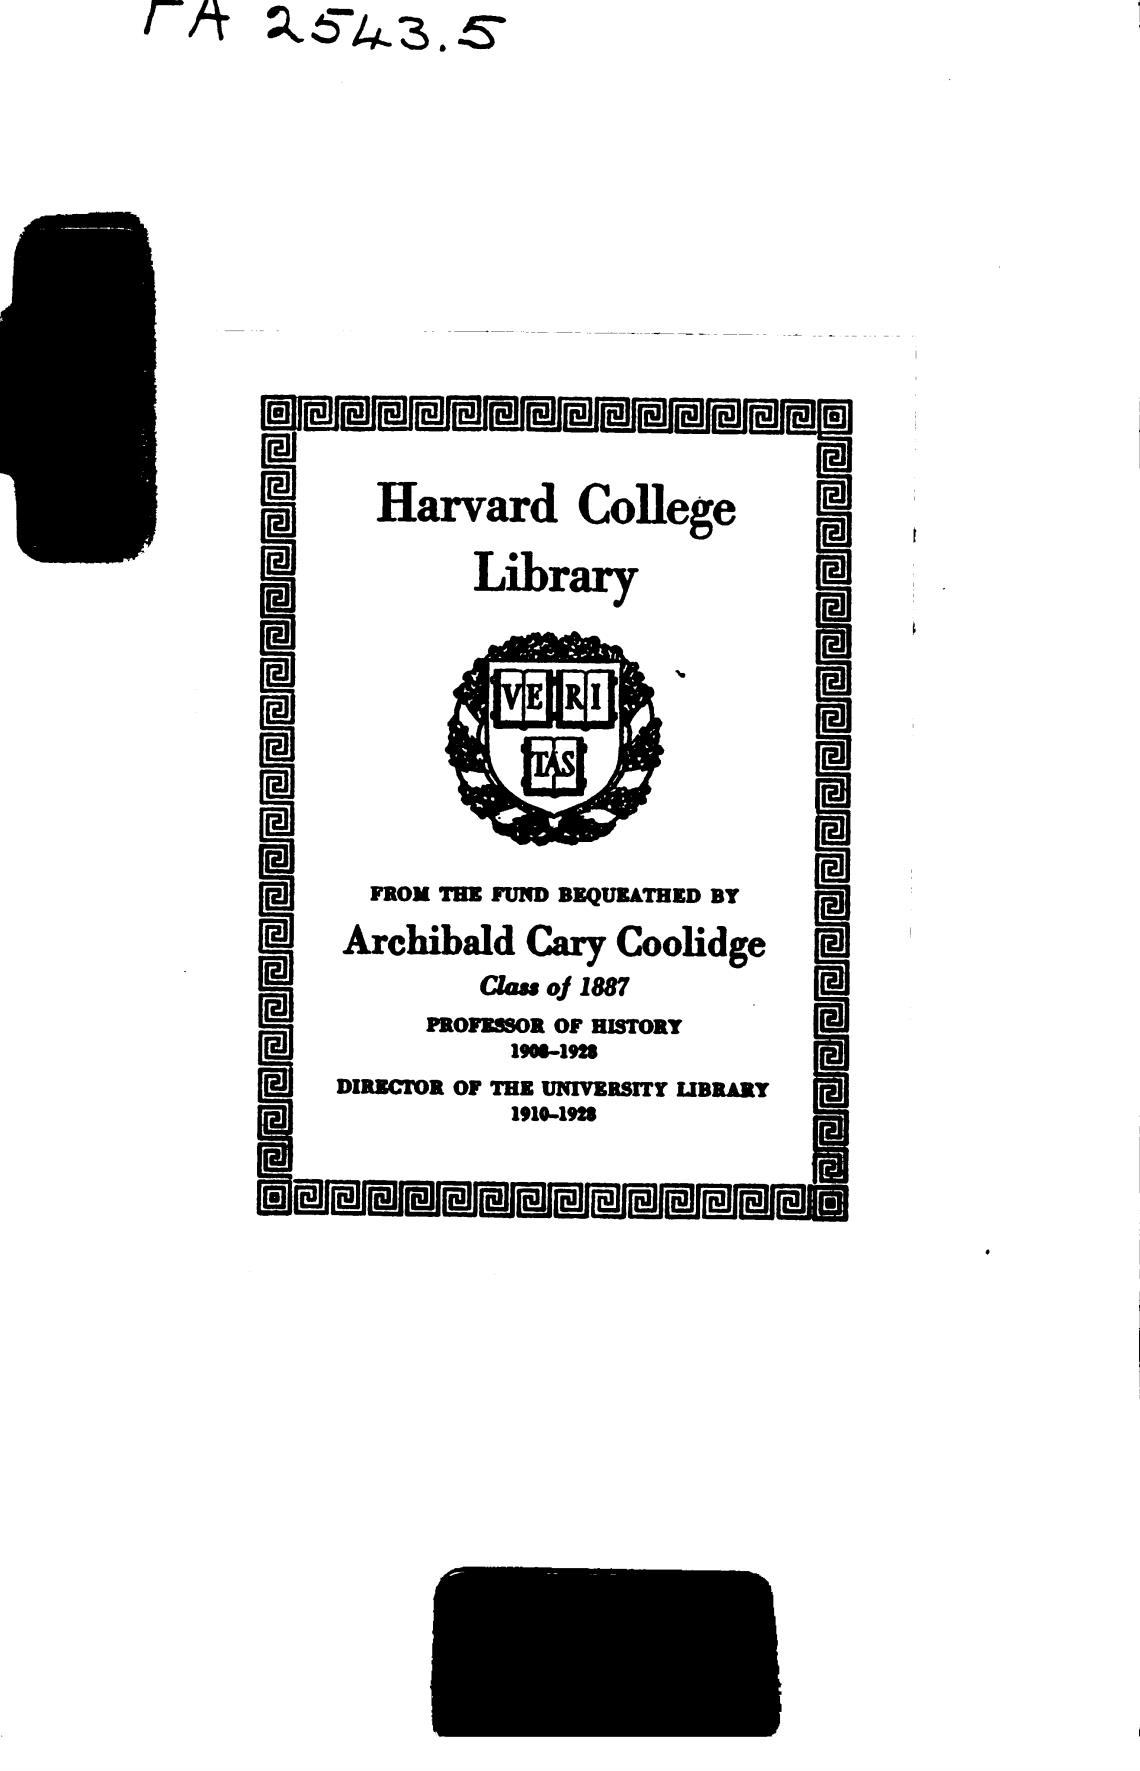 FA 2543.5
Harvard College
Library
VE RI
TAS
FROM THE FUND BEQUEATHED BY
Archibald Cary Coolidge
Class of 1887
PROFESSOR OF HISTORY
1908–1928
DIRECTOR OF THE UNIVERSITY LIBRARY
1910–1928